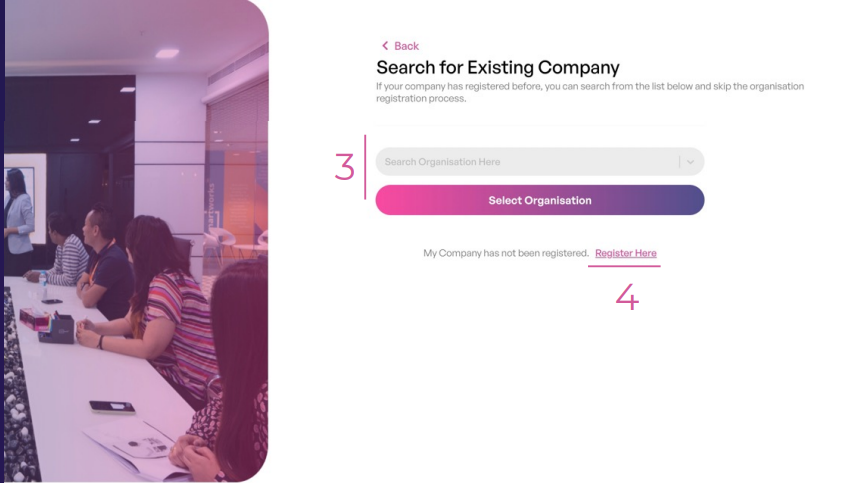 Back
Search for Existing Company
If your company has registered before, you can search from the list below and skip the organisation
registration process.
3
Search Organisation Here
Select Organisation
My Company has not been registered. Register Here
4